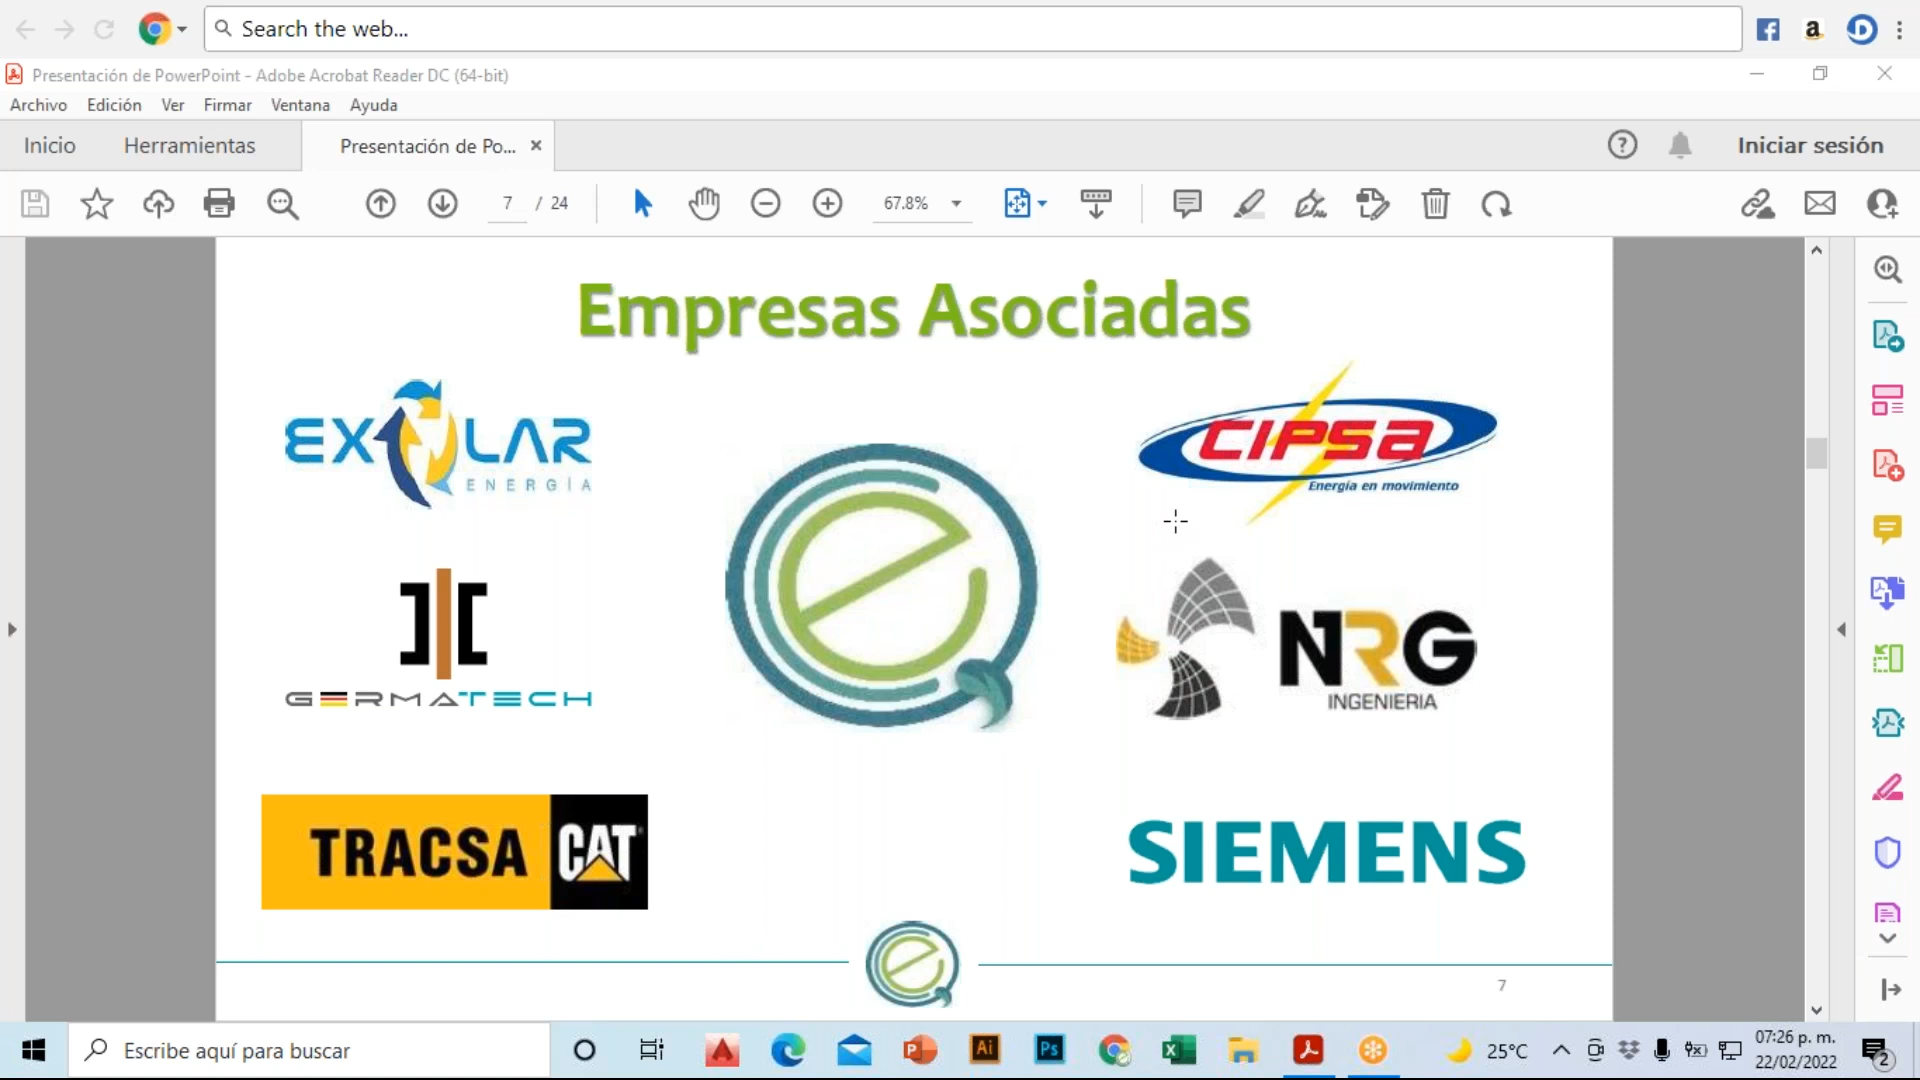 Search the web...
Presentación de PowerPoint - Adobe Acrobat Reader DC (64-bit)
Archivo Edición Ver Firmar Ventana Ayuda
Inicio Herramientas Presentación de Po... Iniciar sesión
7 / 24 67.8%
Empresas Asociadas
EXOLAR
ENERGÍA
CIPSA
Energía en movimiento
GERMATECH
NRG
INGENIERIA
TRACSA CAT
SIEMENS
7
Escribe aquí para buscar
25°C
07:26 p. m.
22/02/2022
2